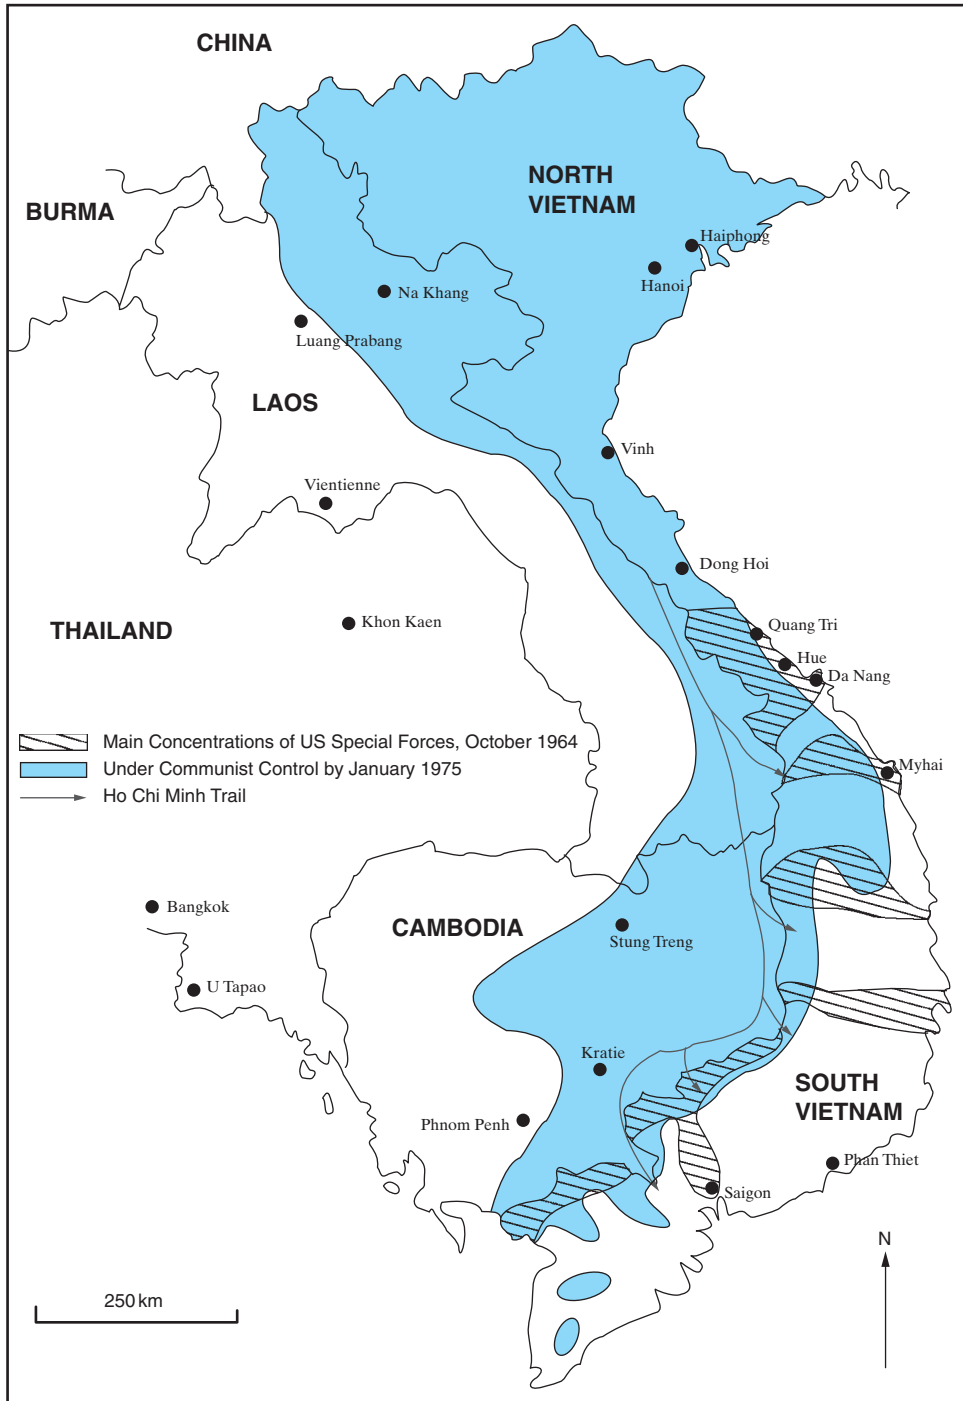 CHINA
NORTH
VIETNAM
BURMA
Haiphong
Hanoi
Na Khang
Luang Prabang
LAOS
Vinh
Vientienne
Dong Hoi
THAILAND
Khon Kaen
Quang Tri
Hue
Da Nang
Main Concentrations of US Special Forces, October 1964
Under Communist Control by January 1975
Ho Chi Minh Trail
Myhai
Bangkok
CAMBODIA
Stung Treng
U Tapao
Kratie
SOUTH
VIETNAM
Phnom Penh
Phan Thiet
Saigon
N
250 km